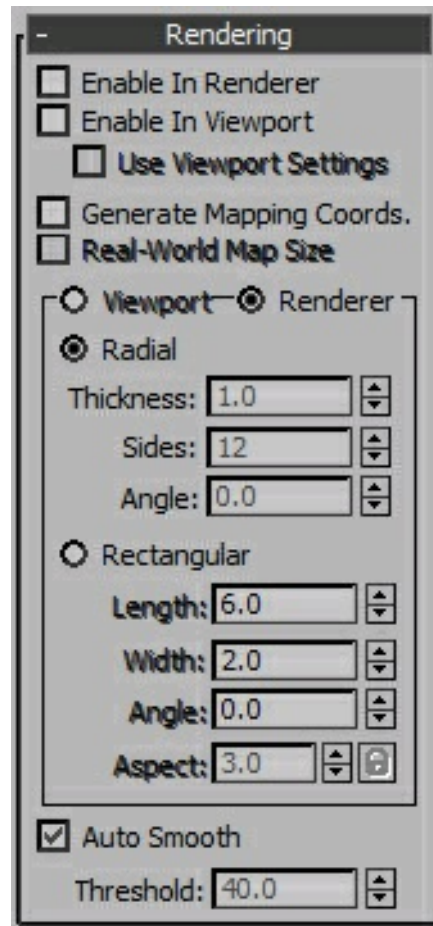 - Rendering
Enable In Renderer
Enable In Viewport
Use Viewport Settings
Generate Mapping Coords.
Real-World Map Size
Viewport Renderer
Radial
Thickness: 1.0
Sides: 12
Angle: 0.0
Rectangular
Length: 6.0
Width: 2.0
Angle: 0.0
Aspect: 3.0
Auto Smooth
Threshold: 40.0